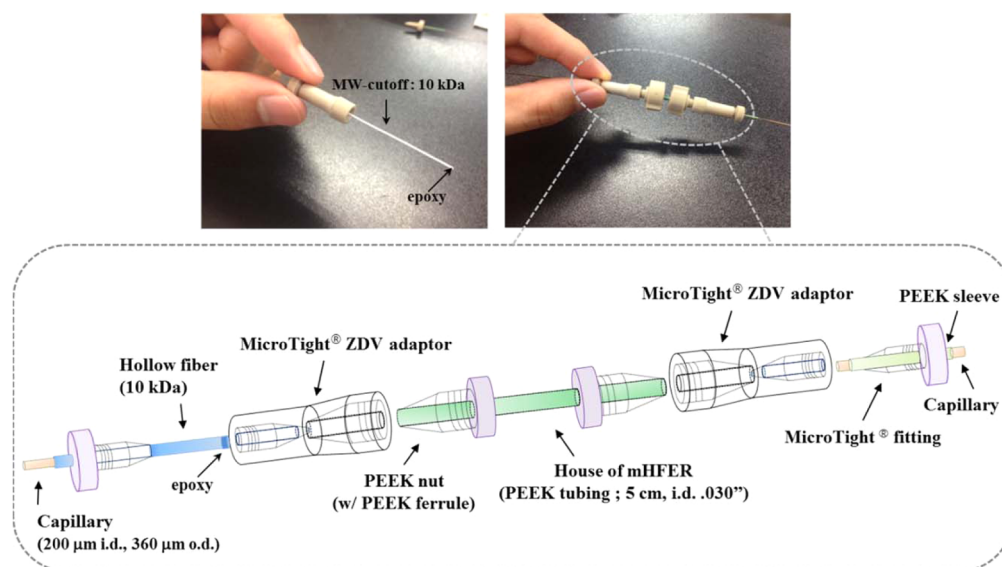 MW-cutoff: 10 kDa
epoxy
MicroTight® ZDV adaptor
PEEK sleeve
MicroTight® ZDV adaptor
Hollow fiber
(10 kDa)
Capillary
MicroTight® fitting
epoxy
PEEK nut
(w/ PEEK ferrule)
House of mHFER
(PEEK tubing ; 5 cm, i.d. .030”)
Capillary
(200 μm i.d., 360 μm o.d.)